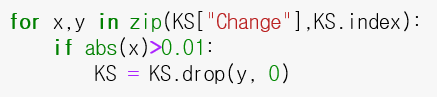 for x,y in zip(KS["Change"],KS.index):
    if abs(x)>0.01:
        KS = KS.drop(y, 0)